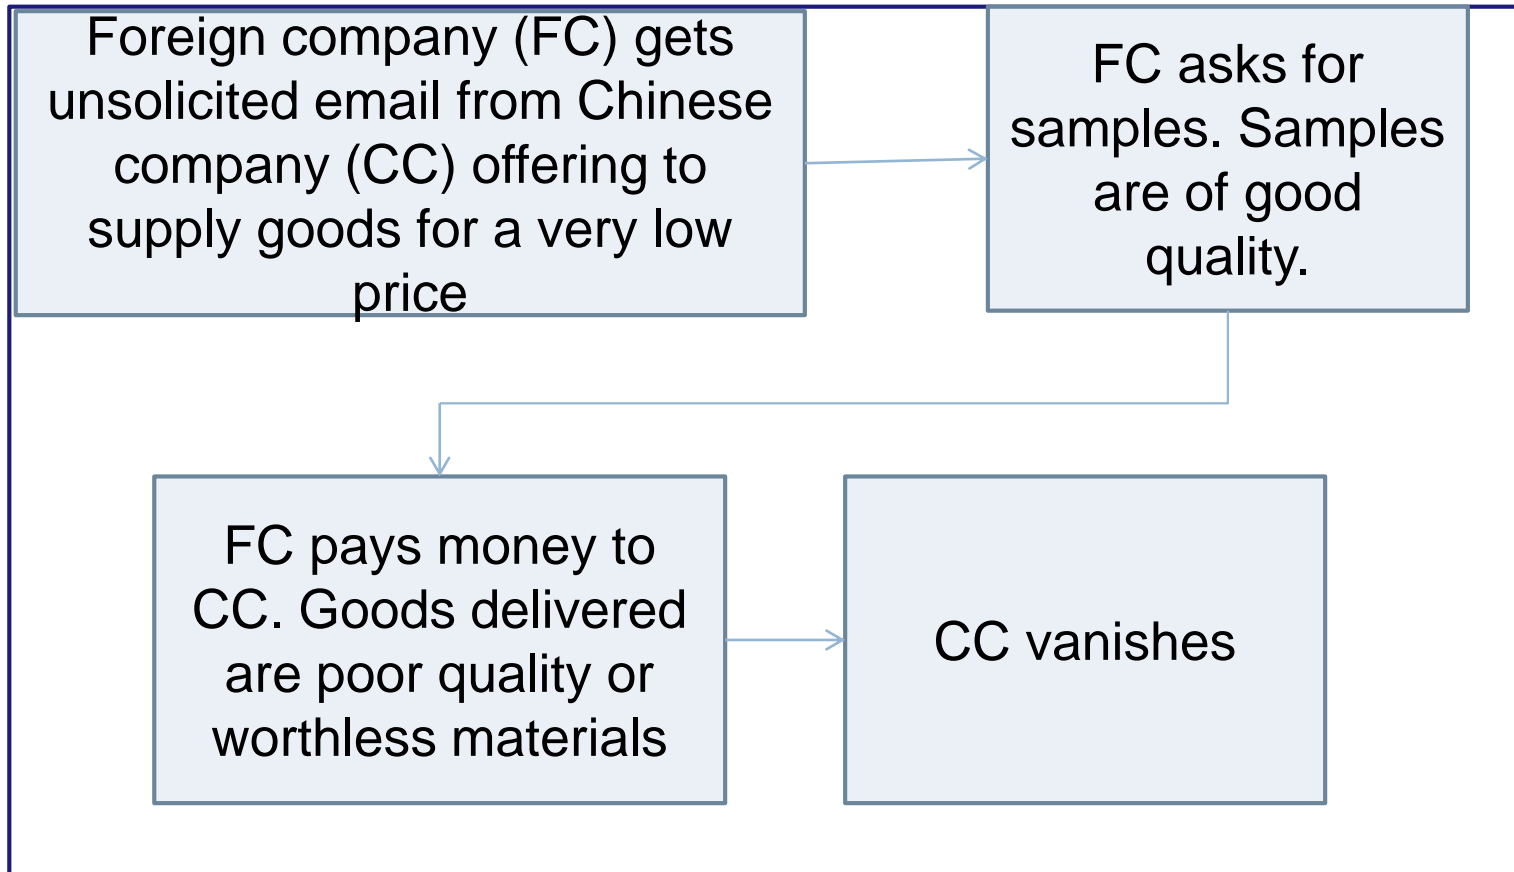 Foreign company (FC) gets
unsolicited email from Chinese
company (CC) offering to
supply goods for a very low
price
FC asks for
samples. Samples
are of good
quality.
FC pays money to
CC. Goods delivered
are poor quality or
worthless materials
CC vanishes